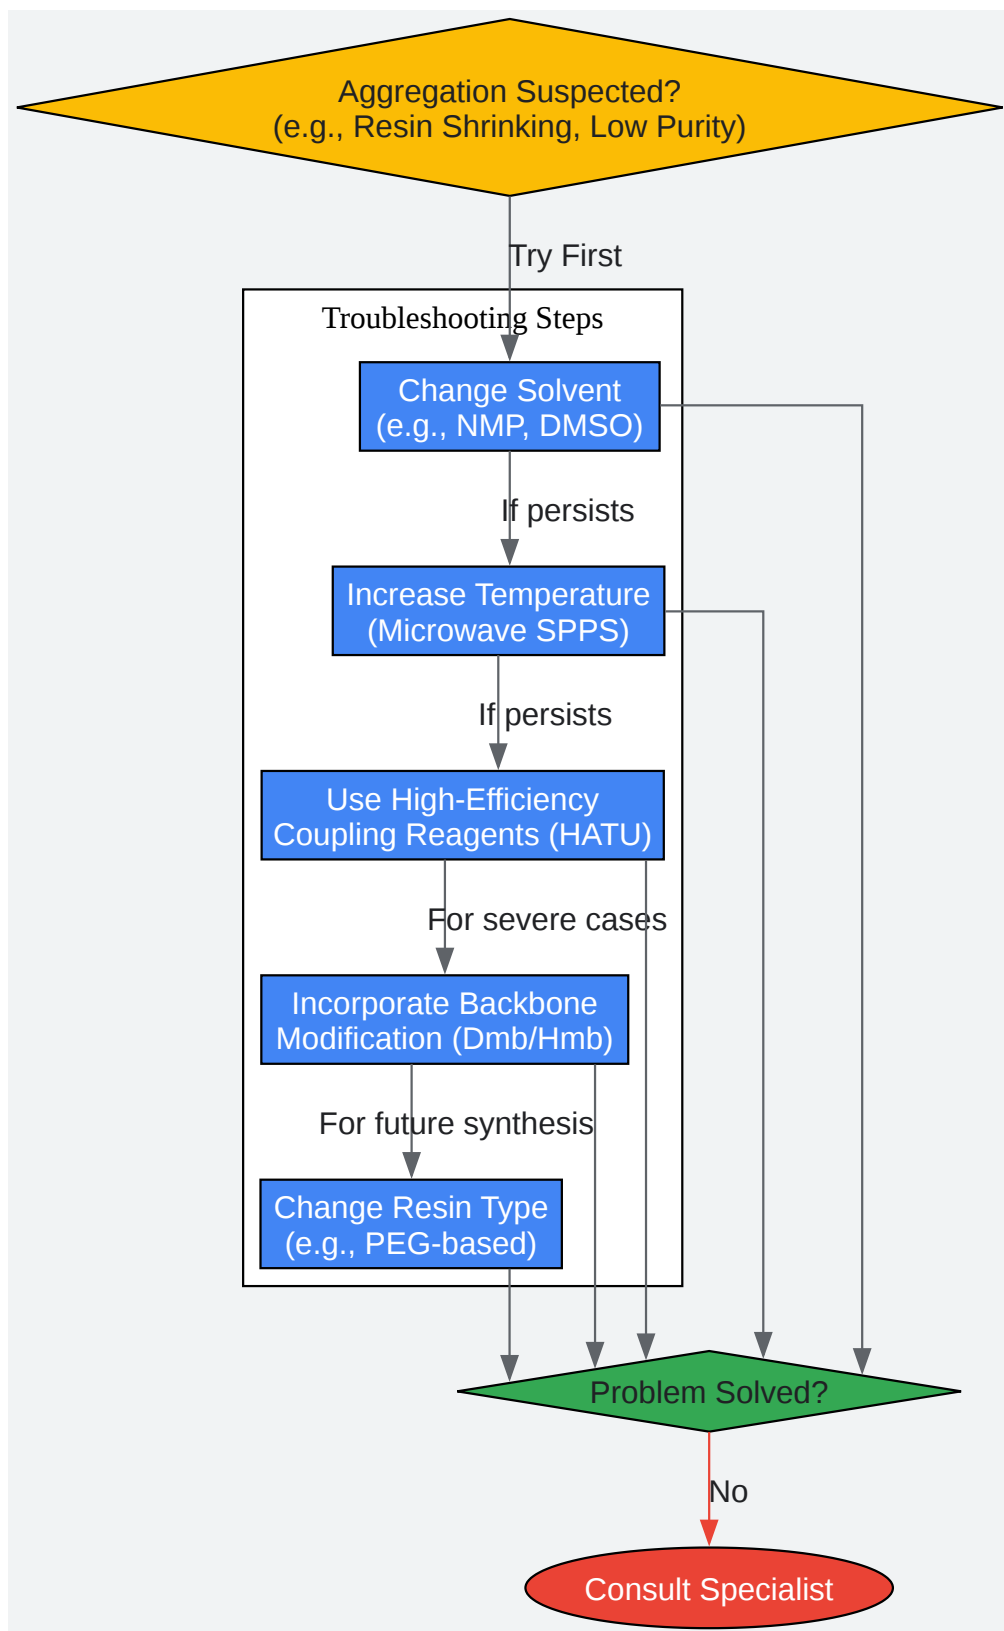 Aggregation Suspected?
(e.g., Resin Shrinking, Low Purity)
Try First
Troubleshooting Steps
Change Solvent
(e.g., NMP, DMSO)
If persists
Increase Temperature
(Microwave SPPS)
If persists
Use High-Efficiency
Coupling Reagents (HATU)
For severe cases
Incorporate Backbone
Modification (Dmb/Hmb)
For future synthesis
Change Resin Type
(e.g., PEG-based)
Problem Solved?
No
Consult Specialist